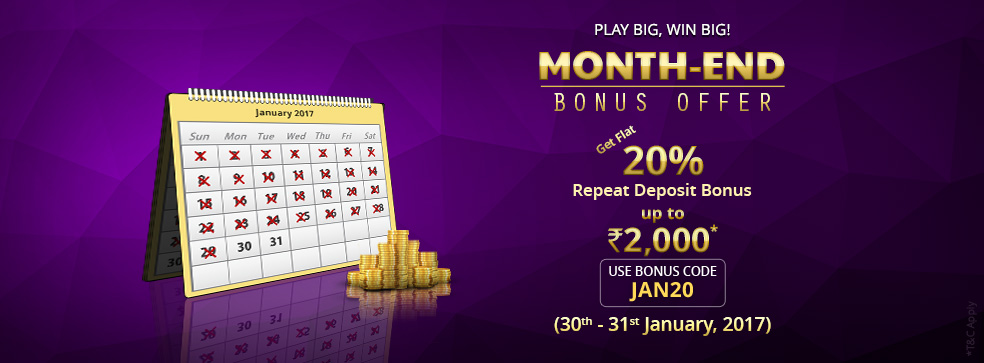 PLAY BIG, WIN BIG!
MONTH-END
BONUS OFFER
Get Flat
20%
Repeat Deposit Bonus
up to
₹2,000*
USE BONUS CODE
JAN20
(30th - 31st January, 2017)
*T&C Apply
January 2017
Sun Mon Tue Wed Thu Fri Sat
1 2 3 4 5 6 7
8 9 10 11 12 13 14
15 16 17 18 19 20 21
22 23 24 25 26 27 28
29 30 31